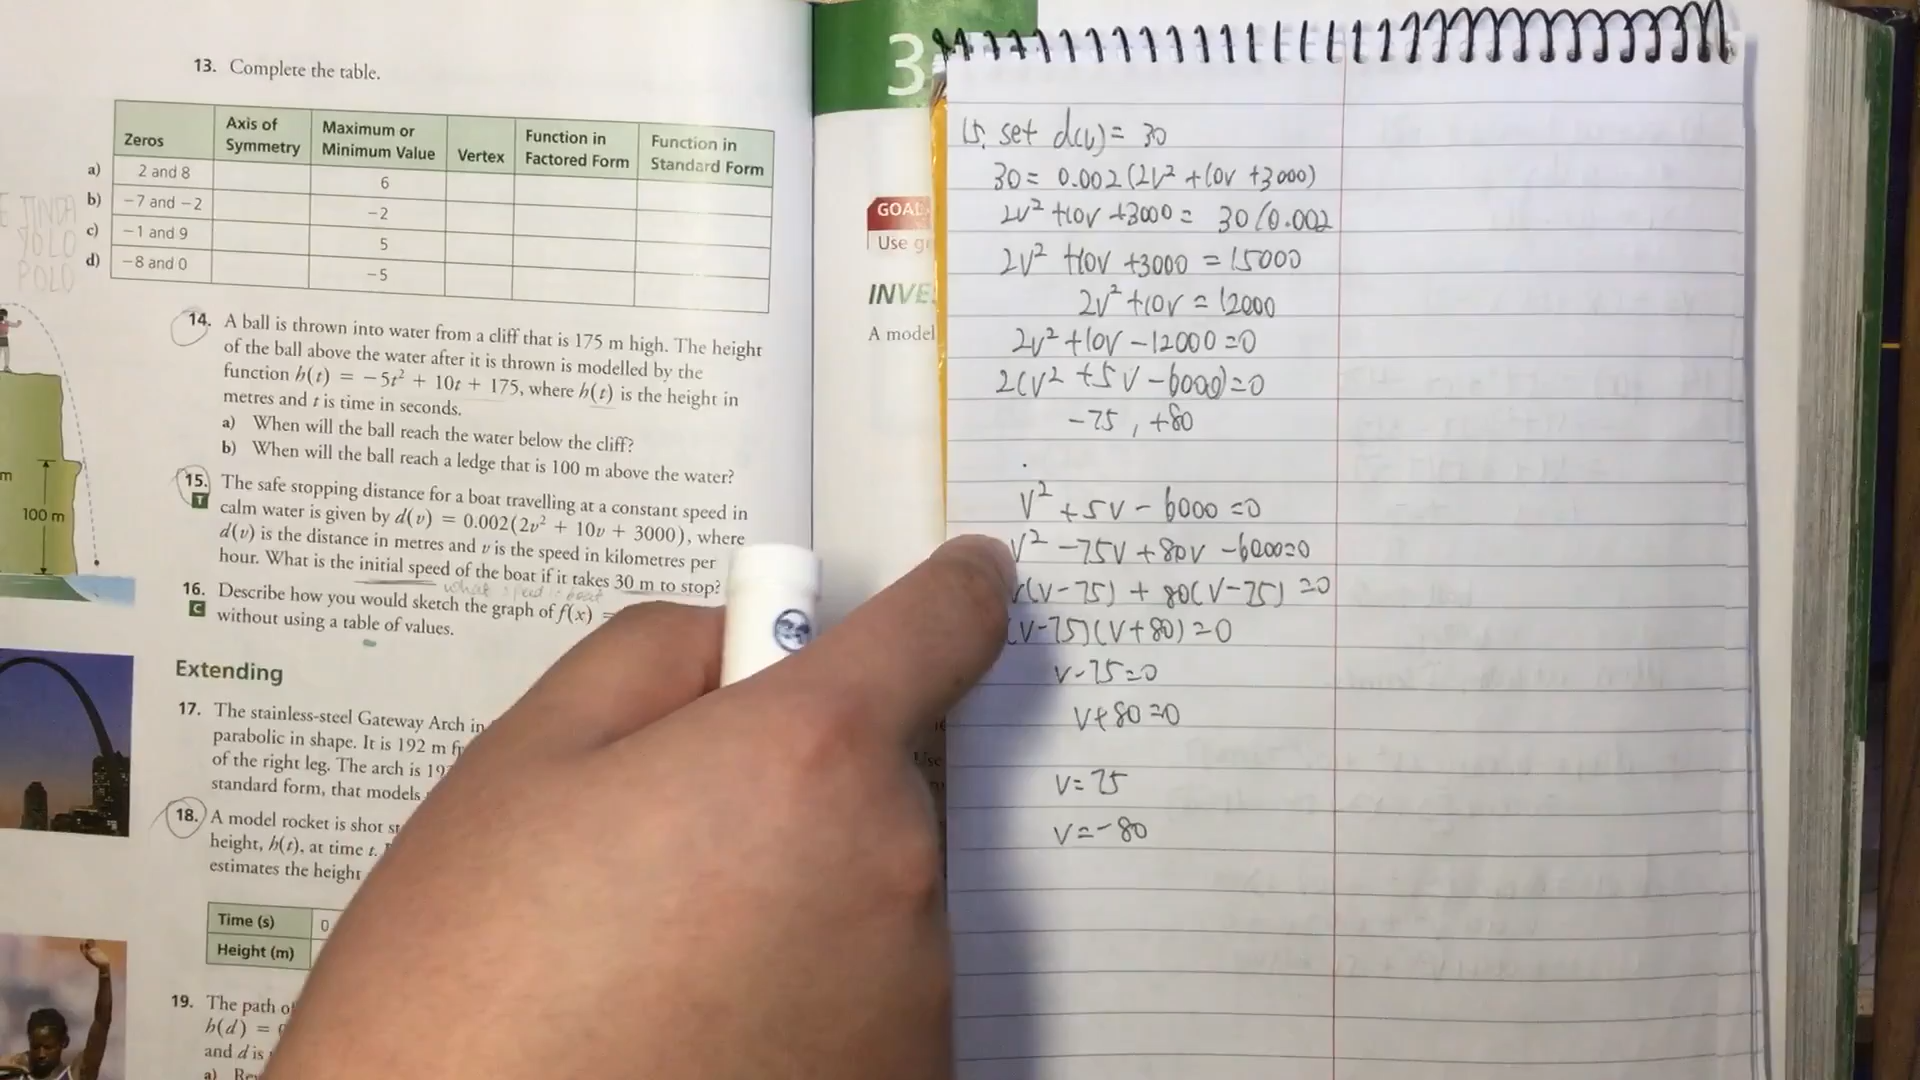 13. Complete the table.
Zeros | Axis of Symmetry | Maximum or Minimum Value | Vertex | Function in Factored Form | Function in Standard Form
a) 2 and 8 | 6
b) −7 and −2 | −2
c) −1 and 9 | 5
d) −8 and 0 | −5
14. A ball is thrown into water from a cliff that is 175 m high. The height
of the ball above the water after it is thrown is modelled by the
function h(t) = −5t² + 10t + 175, where h(t) is the height in
metres and t is time in seconds.
a) When will the ball reach the water below the cliff?
b) When will the ball reach a ledge that is 100 m above the water?
15. The safe stopping distance for a boat travelling at a constant speed in
T
calm water is given by d(v) = 0.002(2v² + 10v + 3000), where
d(v) is the distance in metres and v is the speed in kilometres per
hour. What is the initial speed of the boat if it takes 30 m to stop?
what speed boat
16. Describe how you would sketch the graph of f(x) =
C
without using a table of values.
Extending
17. The stainless-steel Gateway Arch in
parabolic in shape. It is 192 m
of the right leg. The arch is
standard form, that models
18. A model rocket is shot
height, h(t), at time t.
estimates the height
Time (s) 0
Height (m)
19. The path of
h(d) =
and d is
a)
m
100 m
POLO
3
GOAL
Use
INVE
A model
Use
15. set d(v) = 30
30 = 0.002(2v² + 10v + 3000)
2v² + 10v + 3000 = 30/0.002
2v² + 10v + 3000 = 15000
2v² + 10v = 12000
2v² + 10v − 12000 = 0
2(v² + 5v − 6000) = 0
−75, +80
v² + 5v − 6000 = 0
v² − 75v + 80v − 6000 = 0
v(v − 75) + 80(v − 75) = 0
(v − 75)(v + 80) = 0
v − 75 = 0
v + 80 = 0
v = 75
v = −80